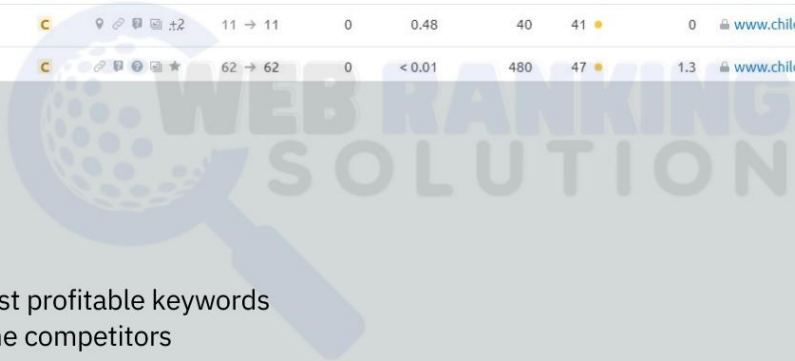 C +2 11 → 11 0 0.48 40 41 0 www.chil
C 62 → 62 0 < 0.01 480 47 1.3 www.chil
WEB RANKING
SOLUTION
st profitable keywords
e competitors